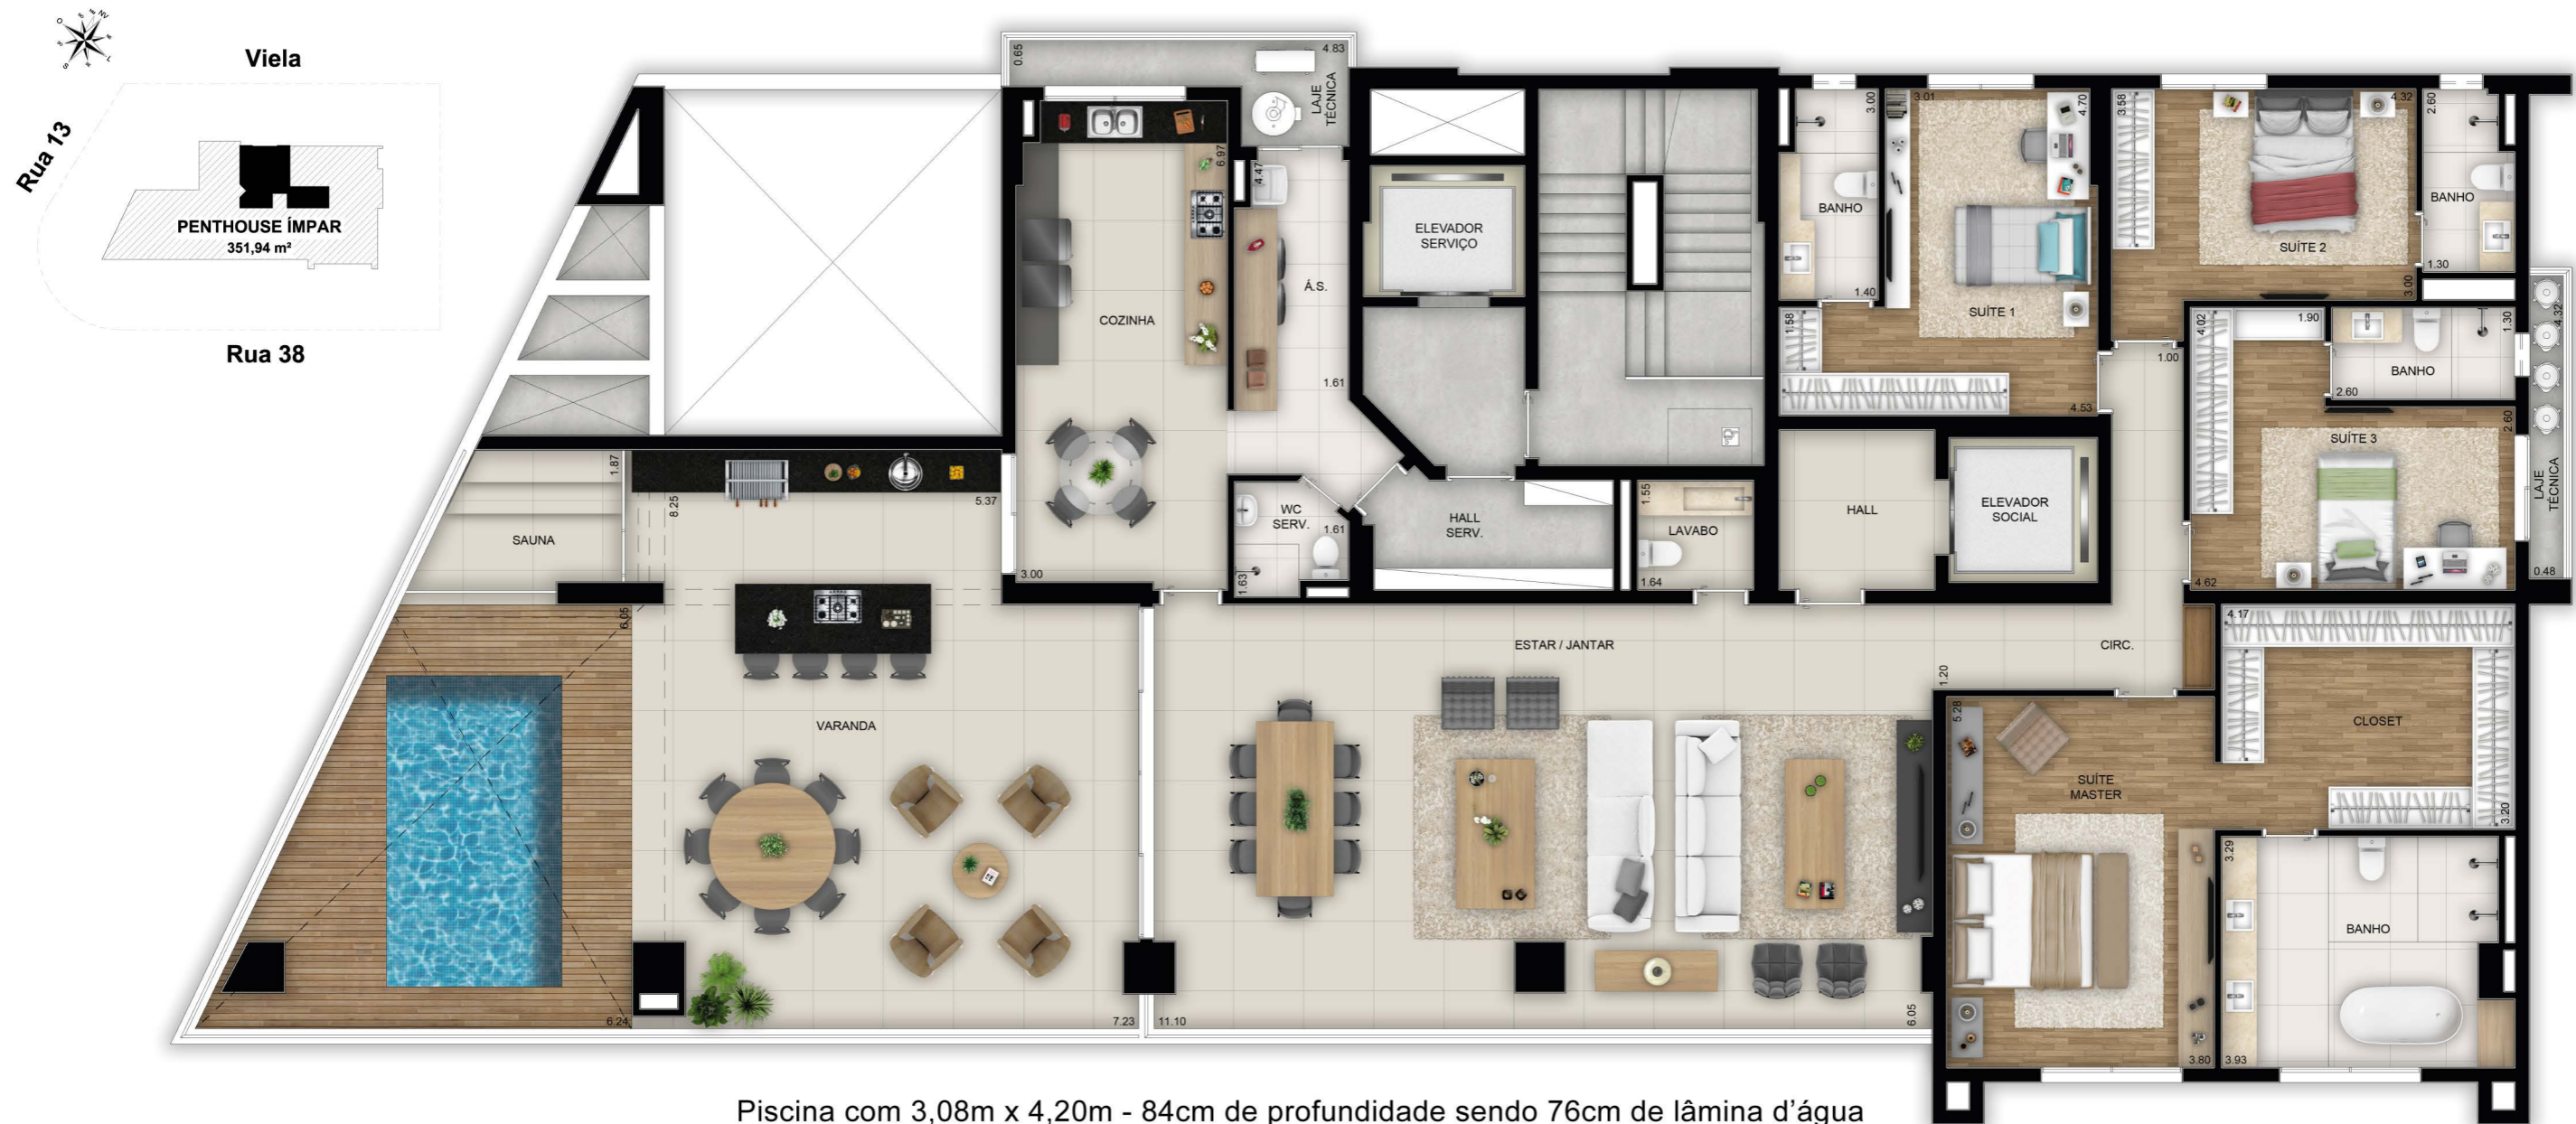 Viela
Rua 13
PENTHOUSE ÍMPAR
351,94 m²
Rua 38
0.65
4.83
LAJE
TÉCNICA
6.97
4.47
COZINHA
3.00
Á.S.
1.61
ELEVADOR
SERVIÇO
WC
SERV.
1.61
1.63
HALL
SERV.
1.55
LAVABO
1.64
HALL
ELEVADOR
SOCIAL
3.00
BANHO
1.40
3.01
4.70
SUÍTE 1
1.58
4.53
3.58
4.32
SUÍTE 2
3.00
2.60
BANHO
1.30
1.00
4.02
1.90
1.30
BANHO
2.60
2.60
SUÍTE 3
4.62
4.32
LAJE
TÉCNICA
0.48
1.87
SAUNA
8.25
5.37
6.05
VARANDA
6.24
7.23
11.10
ESTAR / JANTAR
6.05
CIRC.
1.20
5.28
SUÍTE
MASTER
3.80
4.17
CLOSET
3.20
3.29
BANHO
3.93
Piscina com 3,08m x 4,20m - 84cm de profundidade sendo 76cm de lâmina d’água